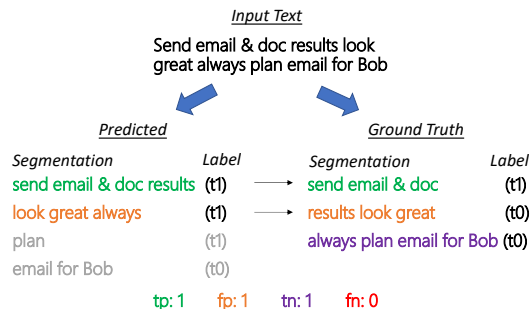 Input Text
Send email & doc results look
great always plan email for Bob
Predicted
Ground Truth
Segmentation Label
Segmentation Label
send email & doc results (t1)
send email & doc (t1)
look great always (t1)
results look great (t0)
plan (t1)
always plan email for Bob (t0)
email for Bob (t0)
tp: 1 fp: 1 tn: 1 fn: 0